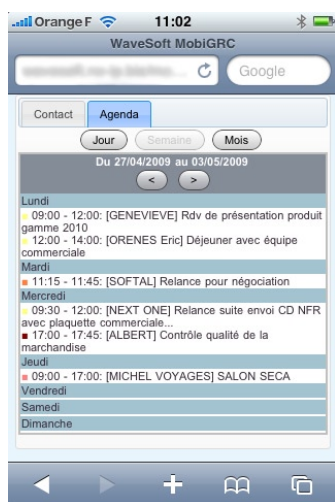 Orange F 11:02
WaveSoft MobiGRC
Google
Contact Agenda
Jour Semaine Mois
Du 27/04/2009 au 03/05/2009
< >
Lundi
09:00 - 12:00: [GENEVIEVE] Rdv de présentation produit
gamme 2010
12:00 - 14:00: [ORENES Eric] Déjeuner avec équipe
commerciale
Mardi
11:15 - 11:45: [SOFTAL] Relance pour négociation
Mercredi
09:30 - 12:00: [NEXT ONE] Relance suite envoi CD NFR
avec plaquette commerciale...
17:00 - 17:45: [ALBERT] Contrôle qualité de la
marchandise
Jeudi
09:00 - 17:00: [MICHEL VOYAGES] SALON SECA
Vendredi
Samedi
Dimanche